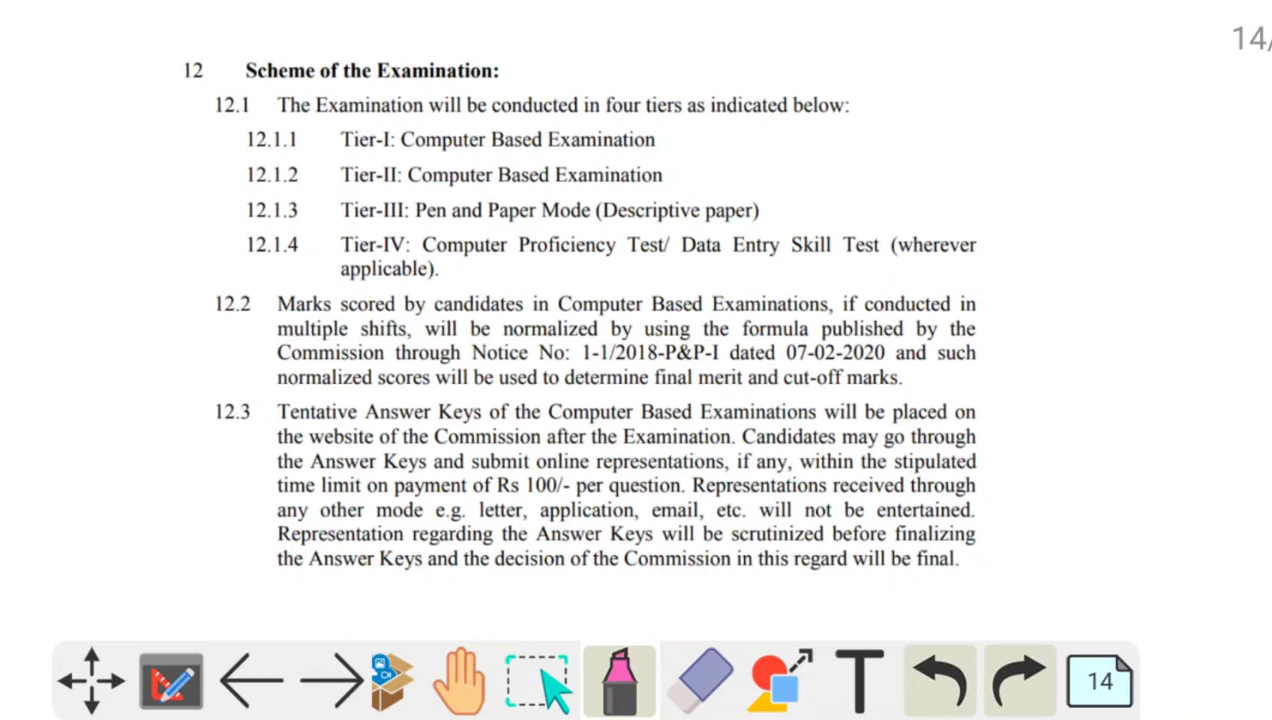 14/
12 Scheme of the Examination:
12.1 The Examination will be conducted in four tiers as indicated below:
12.1.1 Tier-I: Computer Based Examination
12.1.2 Tier-II: Computer Based Examination
12.1.3 Tier-III: Pen and Paper Mode (Descriptive paper)
12.1.4 Tier-IV: Computer Proficiency Test/ Data Entry Skill Test (wherever
applicable).
12.2 Marks scored by candidates in Computer Based Examinations, if conducted in
multiple shifts, will be normalized by using the formula published by the
Commission through Notice No: 1-1/2018-P&P-I dated 07-02-2020 and such
normalized scores will be used to determine final merit and cut-off marks.
12.3 Tentative Answer Keys of the Computer Based Examinations will be placed on
the website of the Commission after the Examination. Candidates may go through
the Answer Keys and submit online representations, if any, within the stipulated
time limit on payment of Rs 100/- per question. Representations received through
any other mode e.g. letter, application, email, etc. will not be entertained.
Representation regarding the Answer Keys will be scrutinized before finalizing
the Answer Keys and the decision of the Commission in this regard will be final.
T
14